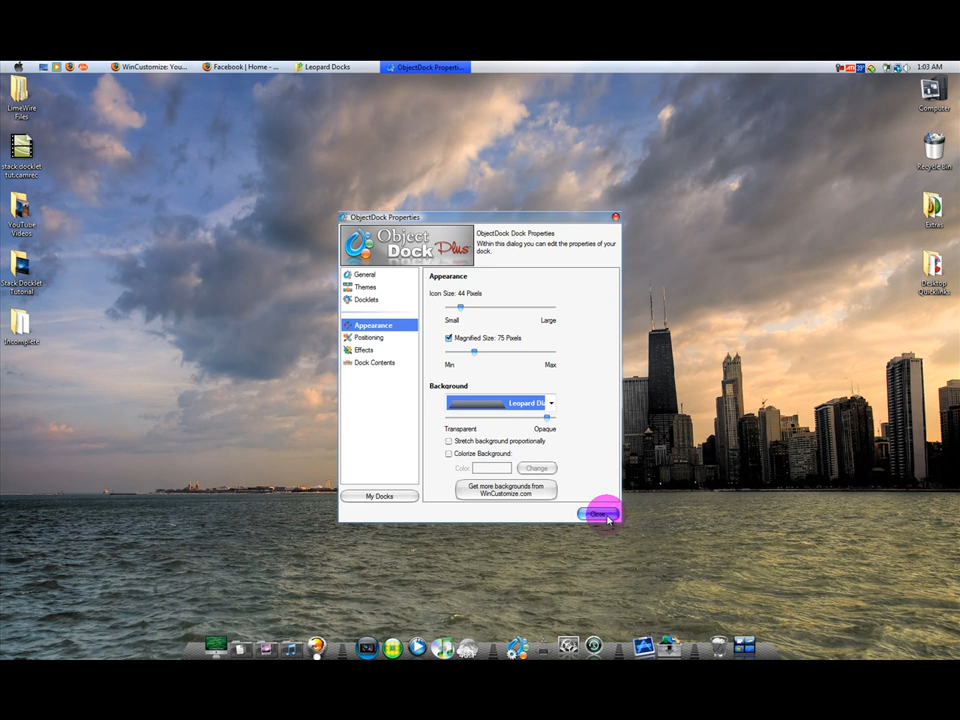 WinCustomize: You...
Facebook | Home - ...
Leopard Docks
ObjectDock Properti...
1:03 AM
LimeWire
Files
stack docklet
tut.camrec
YouTube
Videos
Stack Docklet
Tutorial
Incomplete
Computer
Recycle Bin
Extras
Desktop
Quicklinks
ObjectDock Properties
Object
Dock Plus
ObjectDock Dock Properties
Within this dialog you can edit the properties of your
dock.
General
Themes
Docklets
Appearance
Positioning
Effects
Dock Contents
My Docks
Appearance
Icon Size: 44 Pixels
Small Large
Magnified Size: 75 Pixels
Min Max
Background
Leopard Dia
Transparent Opaque
Stretch background proportionally
Colorize Background:
Color: Change
Get more backgrounds from
WinCustomize.com
Close